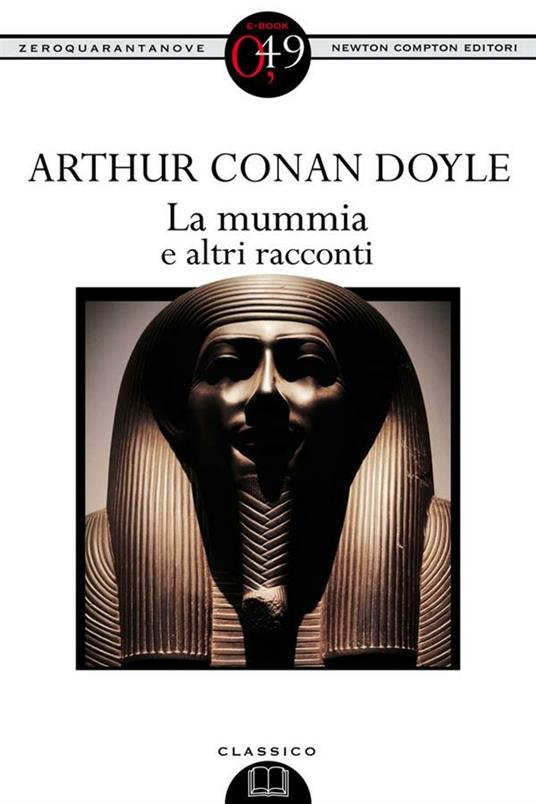 E-BOOK
ZEROQUARANTANOVE 0,49 NEWTON COMPTON EDITORI
ARTHUR CONAN DOYLE
La mummia
e altri racconti
CLASSICO